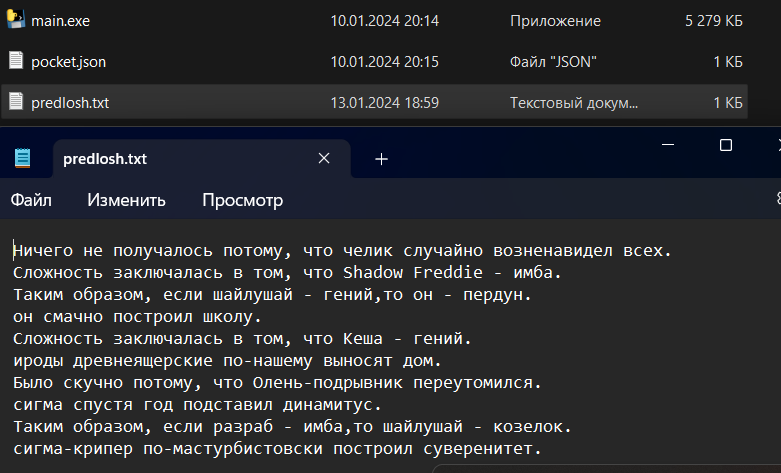 main.exe 10.01.2024 20:14 Приложение 5 279 КБ
pocket.json 10.01.2024 20:15 Файл "JSON" 1 КБ
predlosh.txt 13.01.2024 18:59 Текстовый докум... 1 КБ
predlosh.txt
Файл Изменить Просмотр
Ничего не получалось потому, что челик случайно возненавидел всех.
Сложность заключалась в том, что Shadow Freddie - имба.
Таким образом, если шайлушай - гений,то он - пердун.
он смачно построил школу.
Сложность заключалась в том, что Кеша - гений.
ироды древнеящерские по-нашему выносят дом.
Было скучно потому, что Олень-подрывник переутомился.
сигма спустя год подставил динамитус.
Таким образом, если разраб - имба,то шайлушай - козелок.
сигма-крипер по-мастурбистовски построил суверенитет.